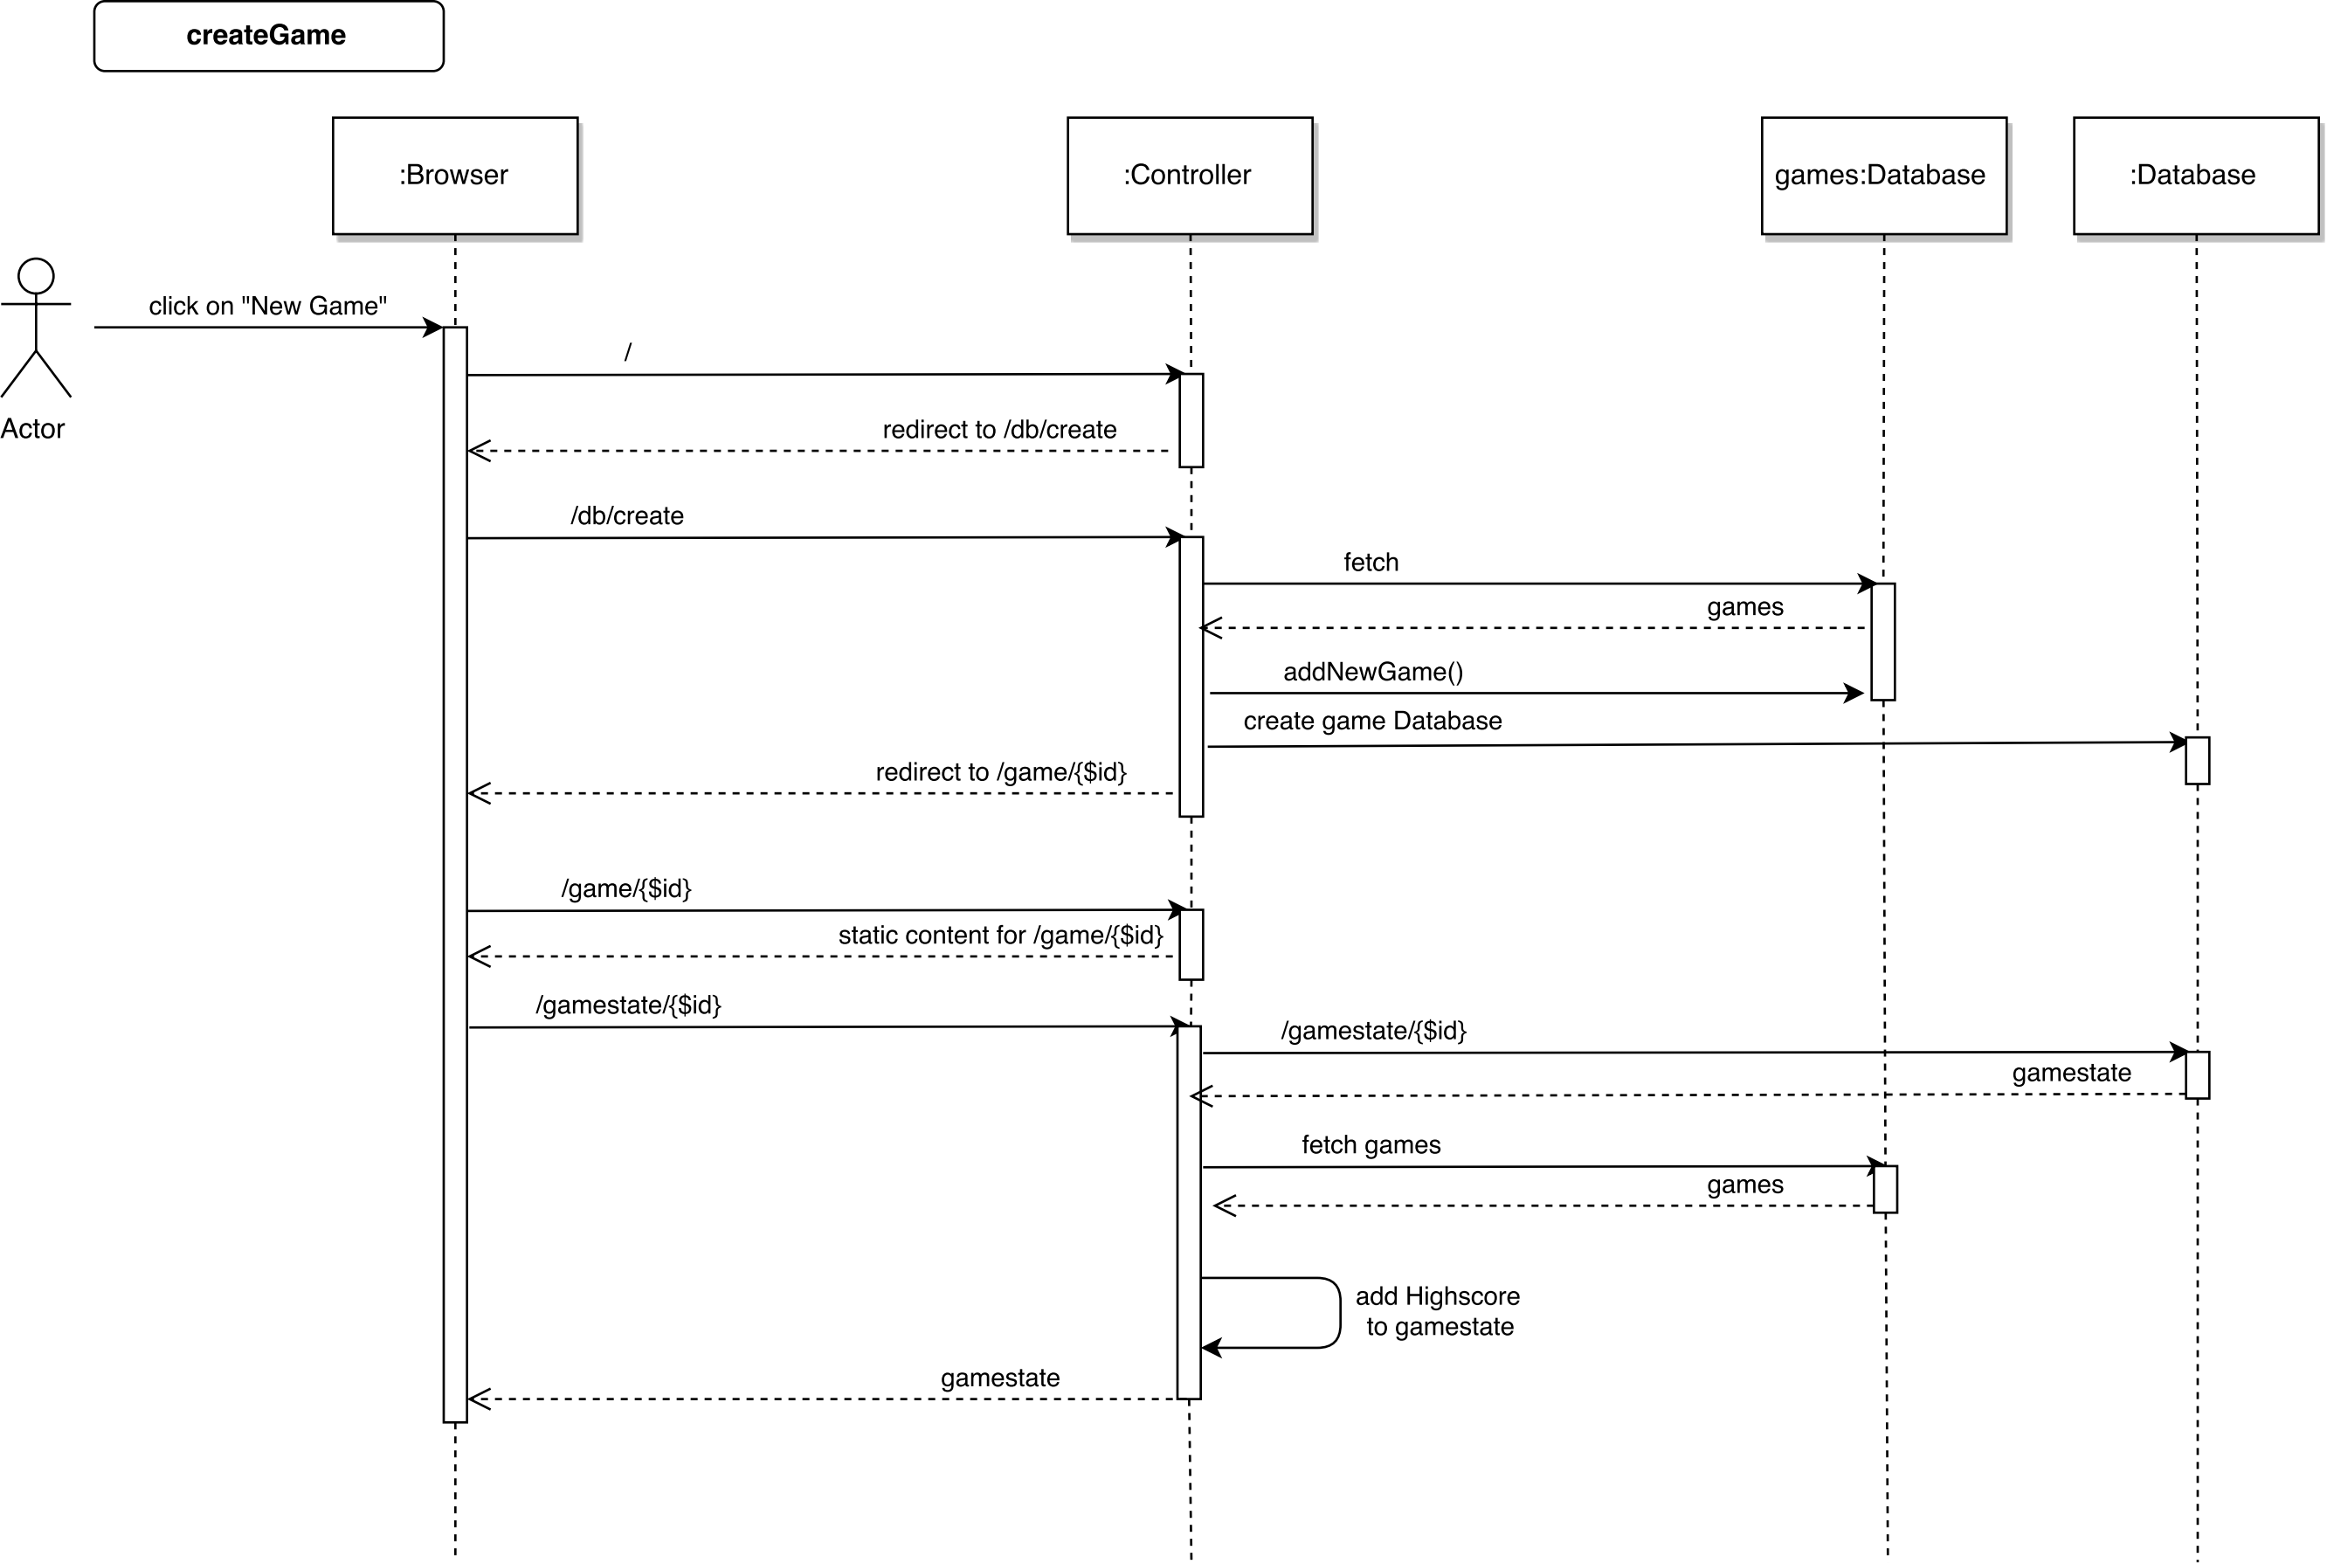 createGame
:Browser
:Controller
games:Database
:Database
click on "New Game"
Actor
/
redirect to /db/create
/db/create
fetch
games
addNewGame()
create game Database
redirect to /game/{$id}
/game/{$id}
static content for /game/{$id}
/gamestate/{$id}
/gamestate/{$id}
gamestate
fetch games
games
add Highscore
to gamestate
gamestate